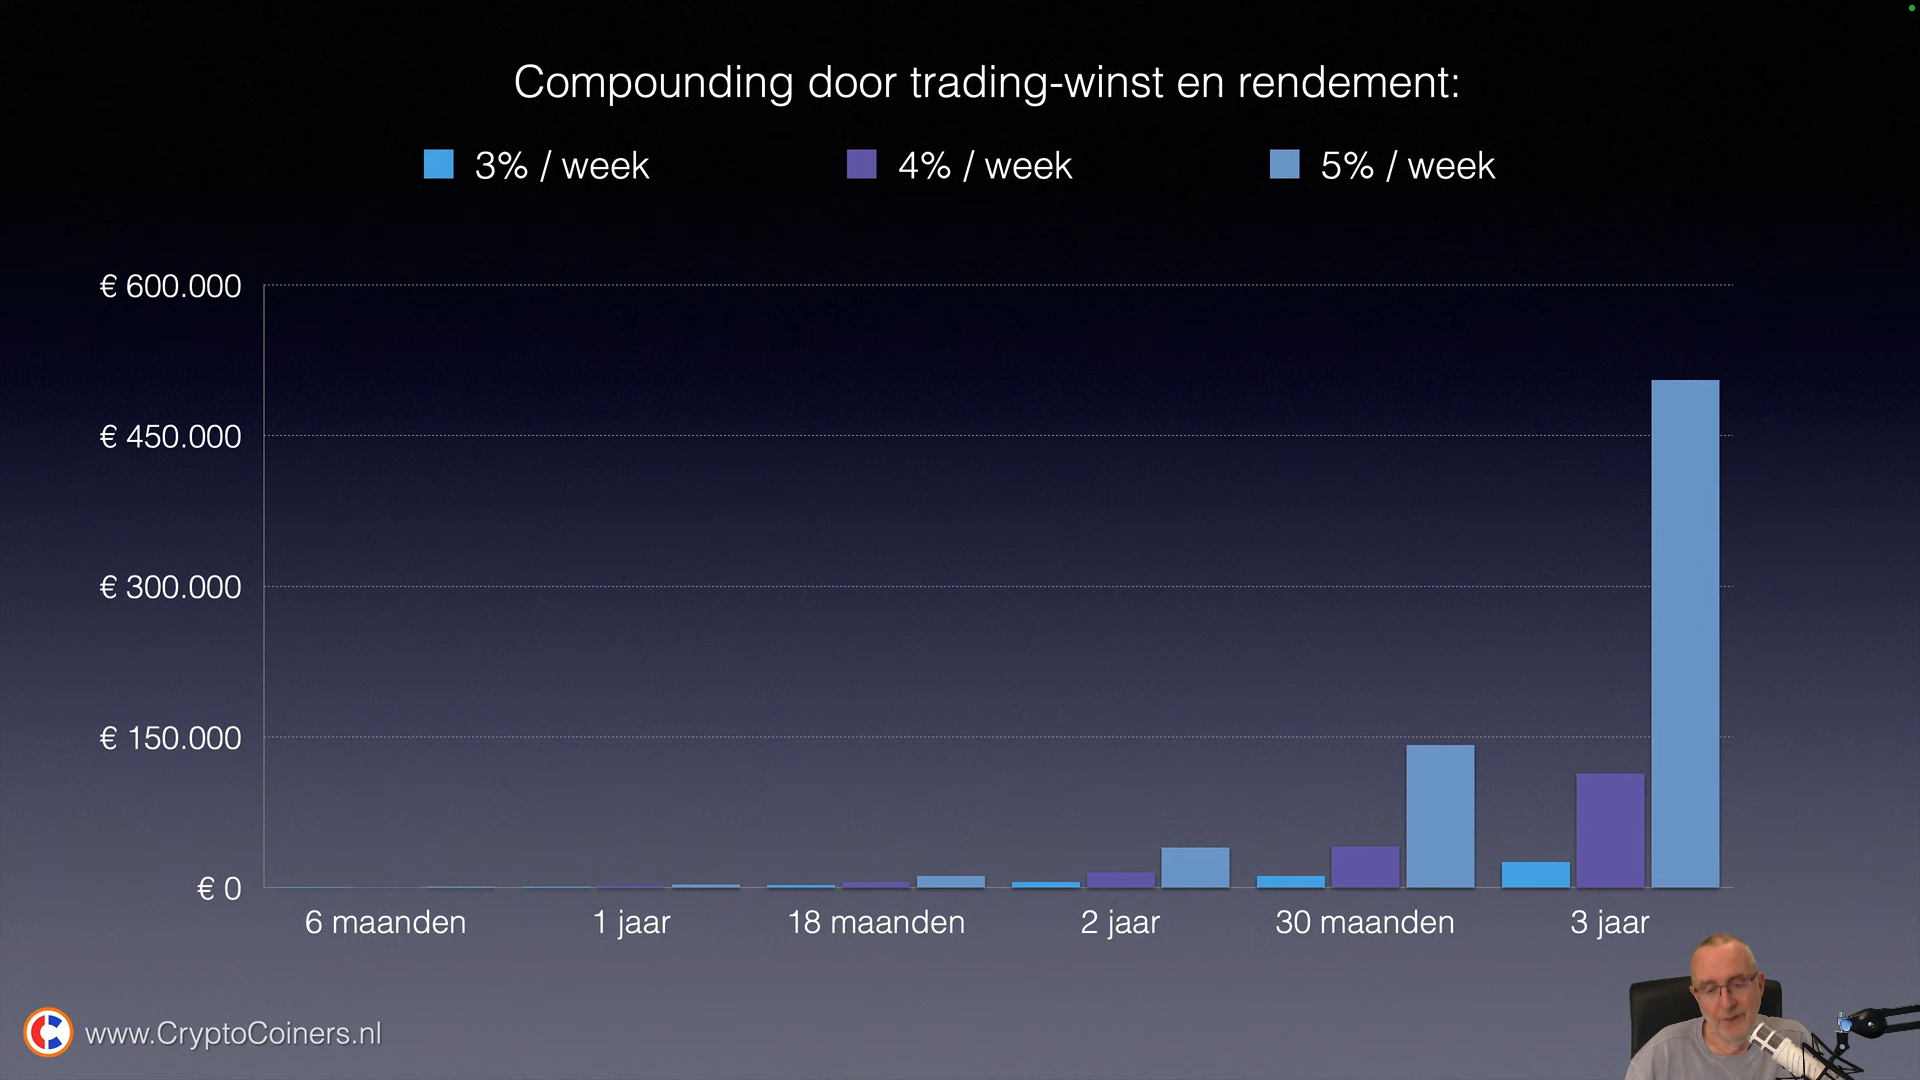 Compounding door trading-winst en rendement:
3% / week
4% / week
5% / week
€ 600.000
€ 450.000
€ 300.000
€ 150.000
€ 0
6 maanden
1 jaar
18 maanden
2 jaar
30 maanden
3 jaar
www.CryptoCoiners.nl